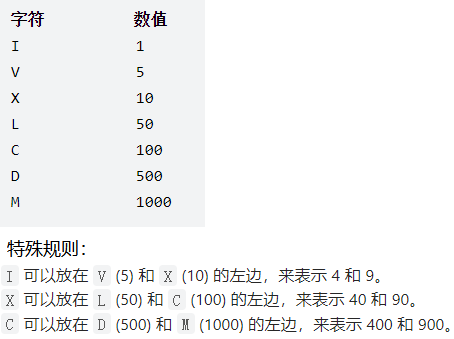 字符 数值
I 1
V 5
X 10
L 50
C 100
D 500
M 1000
特殊规则：
I 可以放在 V (5) 和 X (10) 的左边，来表示 4 和 9。
X 可以放在 L (50) 和 C (100) 的左边，来表示 40 和 90。
C 可以放在 D (500) 和 M (1000) 的左边，来表示 400 和 900。